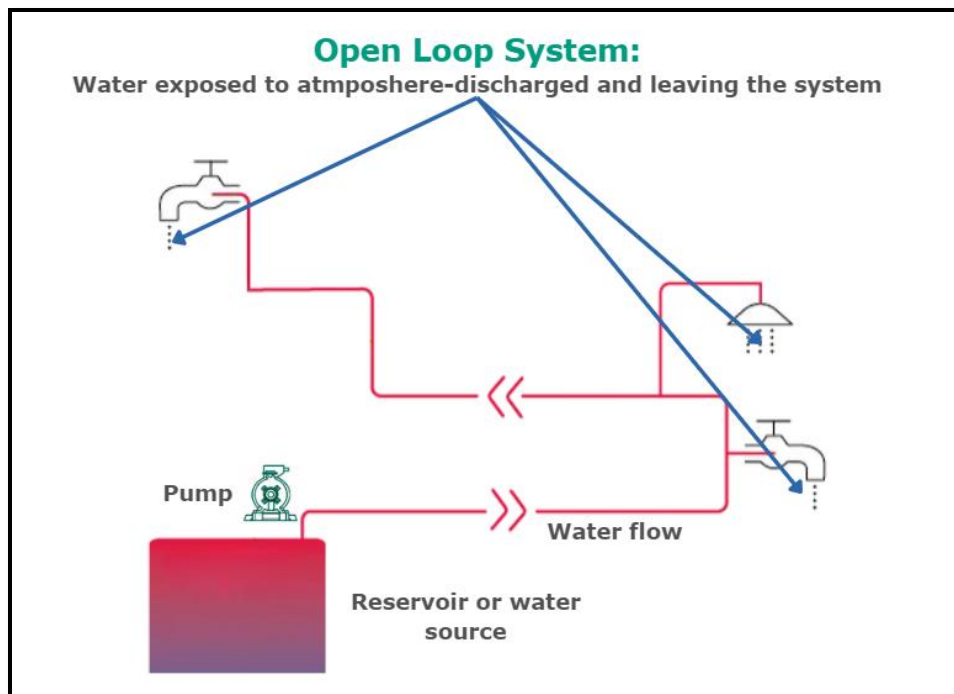 Open Loop System:
Water exposed to atmposhere-discharged and leaving the system
Pump
Water flow
Reservoir or water
source